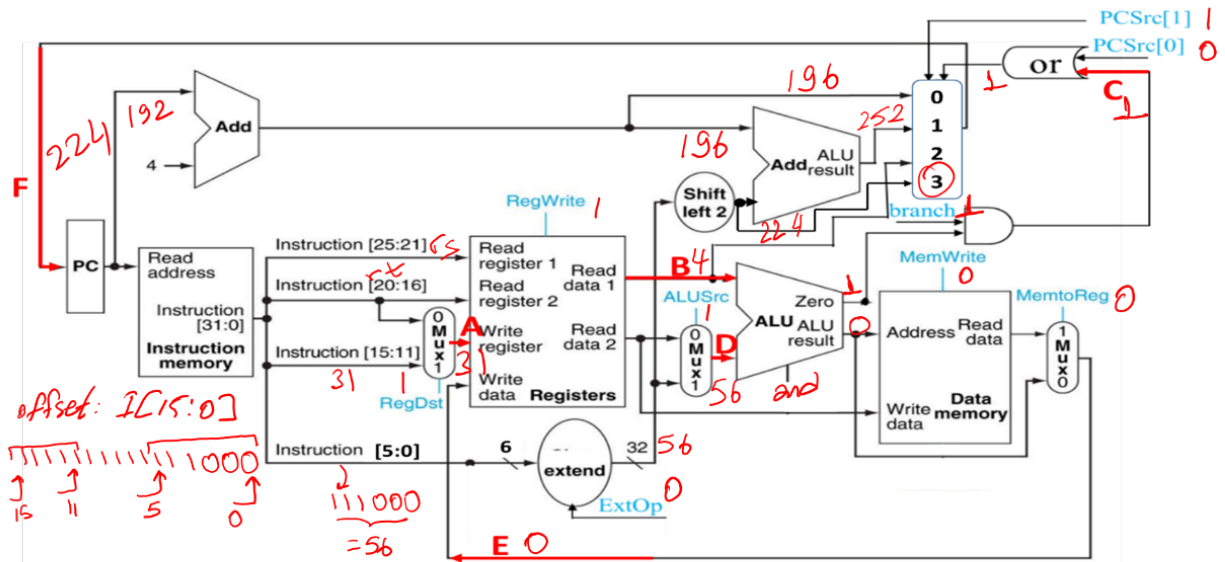 PCSrc[1] 1
PCSrc[0] 0
or
1
C 1
196
0
1
2
3
252
224
192
Add
4
196
Add ALU result
Shift left 2
224
branch 1
F
PC
Read address
Instruction [31:0]
Instruction memory
RegWrite 1
Instruction [25:21] rs
rt
Instruction [20:16]
Instruction [15:11]
31
1
0 Mux 1
RegDst
A
31
Read register 1
Read register 2
Write register
Write data
Read data 1
Read data 2
Registers
B 4
ALUSrc
1
0 Mux 1
D
56
Zero
1
ALU ALU result
0
and
MemWrite
0
Address
Read data
Write data
Data memory
MemtoReg 0
1 Mux 0
offset: I[15:0]
111111111111000
15
11
5
0
Instruction [5:0]
111000
=56
6
extend
32
56
ExtOp 0
E 0